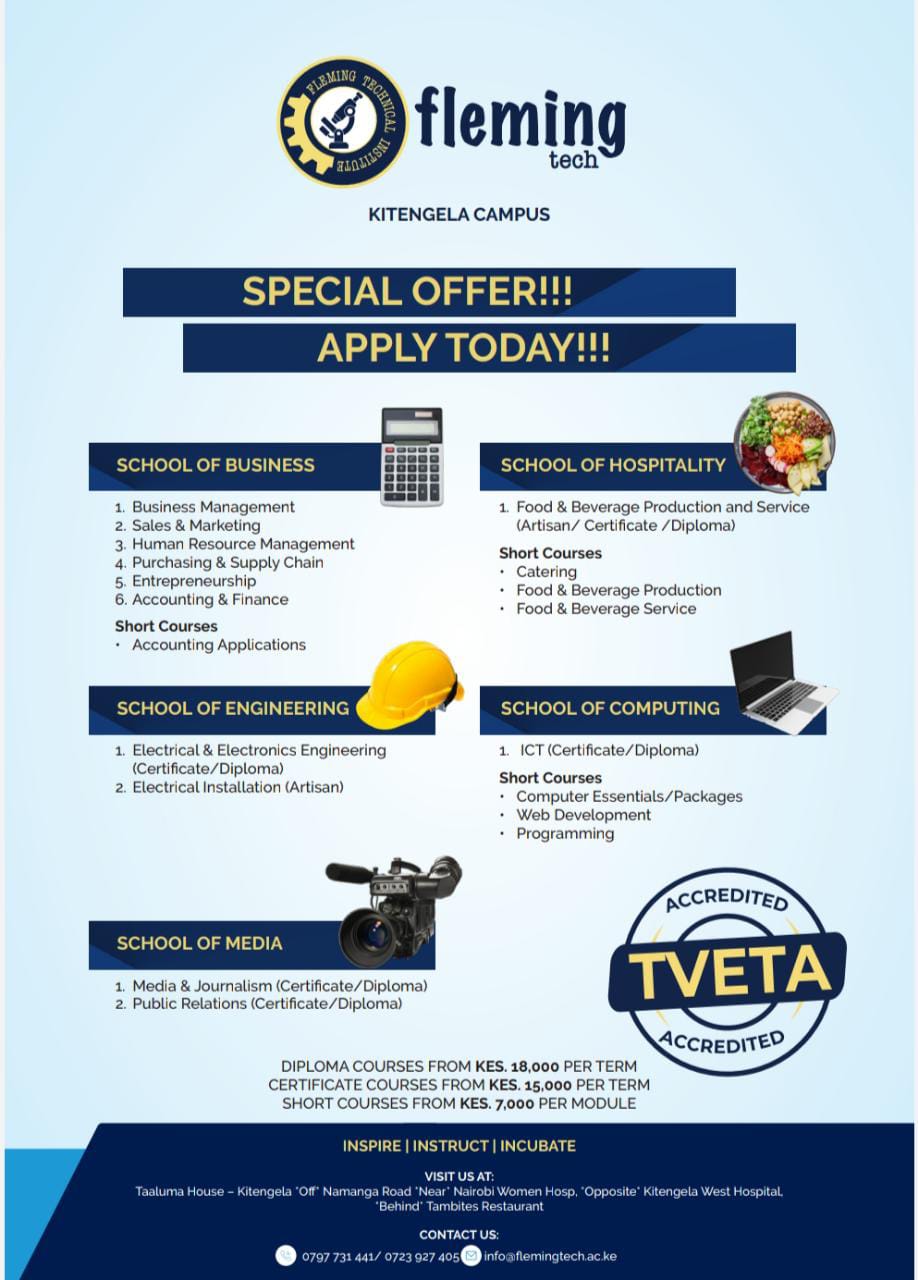 FLEMING TECHNICAL INSTITUTE
fleming
tech
KITENGELA CAMPUS
SPECIAL OFFER!!!
APPLY TODAY!!!
SCHOOL OF BUSINESS
1. Business Management
2. Sales & Marketing
3. Human Resource Management
4. Purchasing & Supply Chain
5. Entrepreneurship
6. Accounting & Finance
Short Courses
• Accounting Applications
SCHOOL OF HOSPITALITY
1. Food & Beverage Production and Service
(Artisan/ Certificate /Diploma)
Short Courses
• Catering
• Food & Beverage Production
• Food & Beverage Service
SCHOOL OF ENGINEERING
1. Electrical & Electronics Engineering
(Certificate/Diploma)
2. Electrical Installation (Artisan)
SCHOOL OF COMPUTING
1. ICT (Certificate/Diploma)
Short Courses
• Computer Essentials/Packages
• Web Development
• Programming
SCHOOL OF MEDIA
1. Media & Journalism (Certificate/Diploma)
2. Public Relations (Certificate/Diploma)
ACCREDITED
TVETA
ACCREDITED
DIPLOMA COURSES FROM KES. 18,000 PER TERM
CERTIFICATE COURSES FROM KES. 15,000 PER TERM
SHORT COURSES FROM KES. 7,000 PER MODULE
INSPIRE | INSTRUCT | INCUBATE
VISIT US AT:
Taaluma House – Kitengela "Off" Namanga Road "Near" Nairobi Women Hosp, "Opposite" Kitengela West Hospital,
"Behind" Tambites Restaurant
CONTACT US:
0797 731 441/ 0723 927 405 info@flemingtech.ac.ke